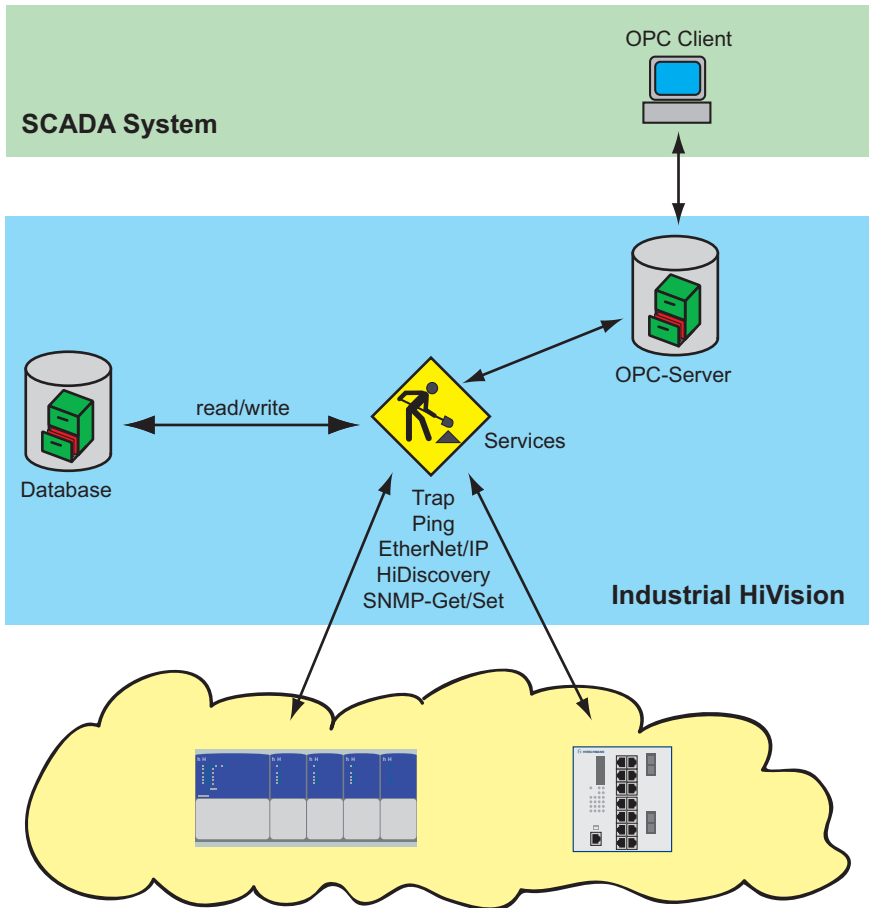 OPC Client
SCADA System
OPC-Server
read/write
Services
Database
Trap
Ping
EtherNet/IP
HiDiscovery
SNMP-Get/Set
Industrial HiVision
h H
h H
h H
h H
h H